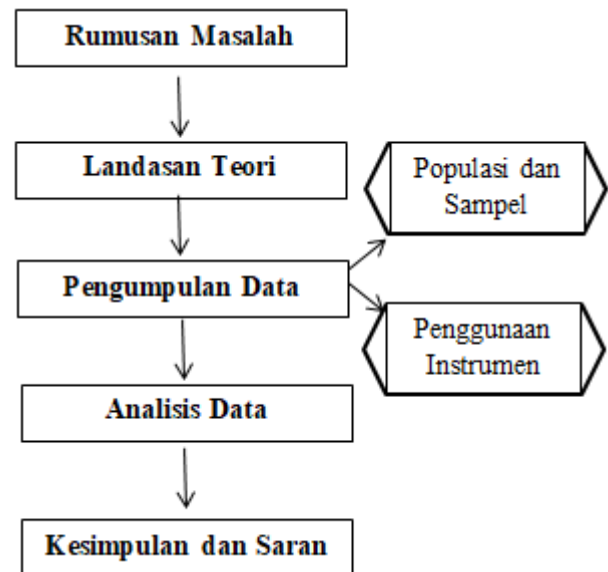 Rumusan Masalah
Landasan Teori
Populasi dan
Sampel
Pengumpulan Data
Penggunaan
Instrumen
Analisis Data
Kesimpulan dan Saran